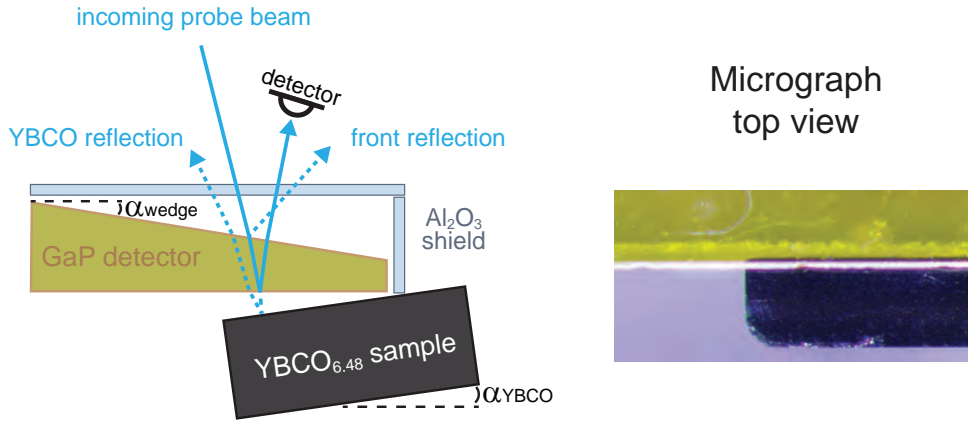 incoming probe beam
detector
YBCO reflection
front reflection
αwedge
Al₂O₃
shield
GaP detector
YBCO₆.₄₈ sample
αYBCO
Micrograph
top view